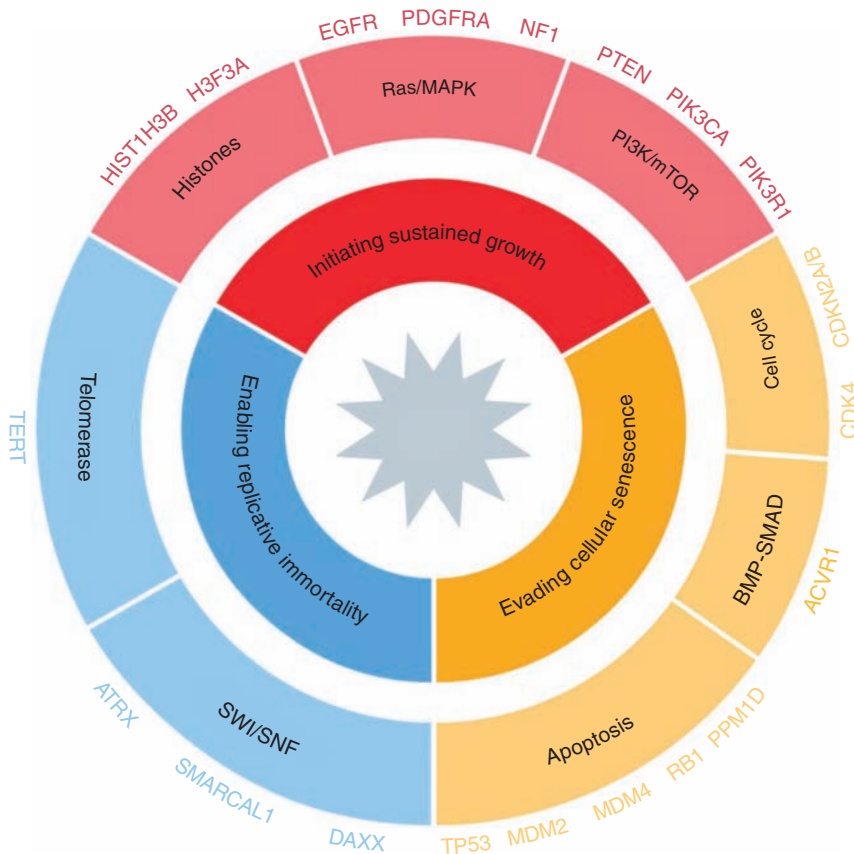 EGFR
PDGFRA
NF1
PTEN
PIK3CA
PIK3R1
HIST1H3B
H3F3A
Histones
Ras/MAPK
PI3K/mTOR
Initiating sustained growth
CDKN2A/B
CDK4
Cell cycle
BMP-SMAD
ACVR1
Evading cellular senescence
Apoptosis
PPM1D
RB1
MDM4
MDM2
TP53
Enabling replicative immortality
Telomerase
TERT
SWI/SNF
ATRX
SMARCAL1
DAXX